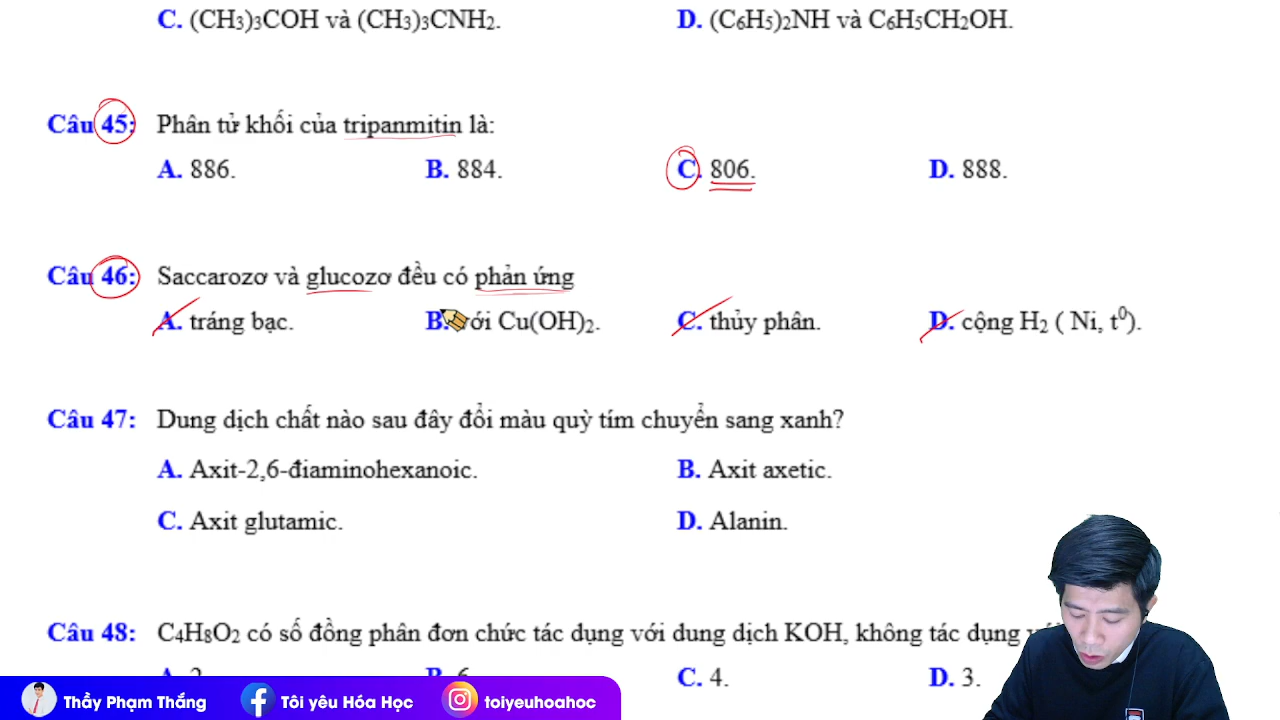 C. (CH3)3COH và (CH3)3CNH2.
D. (C6H5)2NH và C6H5CH2OH.
Câu 45: Phân tử khối của tripanmitin là:
A. 886. B. 884. C. 806. D. 888.
Câu 46: Saccarozơ và glucozơ đều có phản ứng
A. tráng bạc. B. với Cu(OH)2. C. thủy phân. D. cộng H2 ( Ni, t0).
Câu 47: Dung dịch chất nào sau đây đổi màu quỳ tím chuyển sang xanh?
A. Axit-2,6-điaminohexanoic. B. Axit axetic.
C. Axit glutamic. D. Alanin.
Câu 48: C4H8O2 có số đồng phân đơn chức tác dụng với dung dịch KOH, không tác dụng
A. 2. B. 6. C. 4. D. 3.
Thầy Phạm Thắng Tôi yêu Hóa Học toiyeuhoahoc